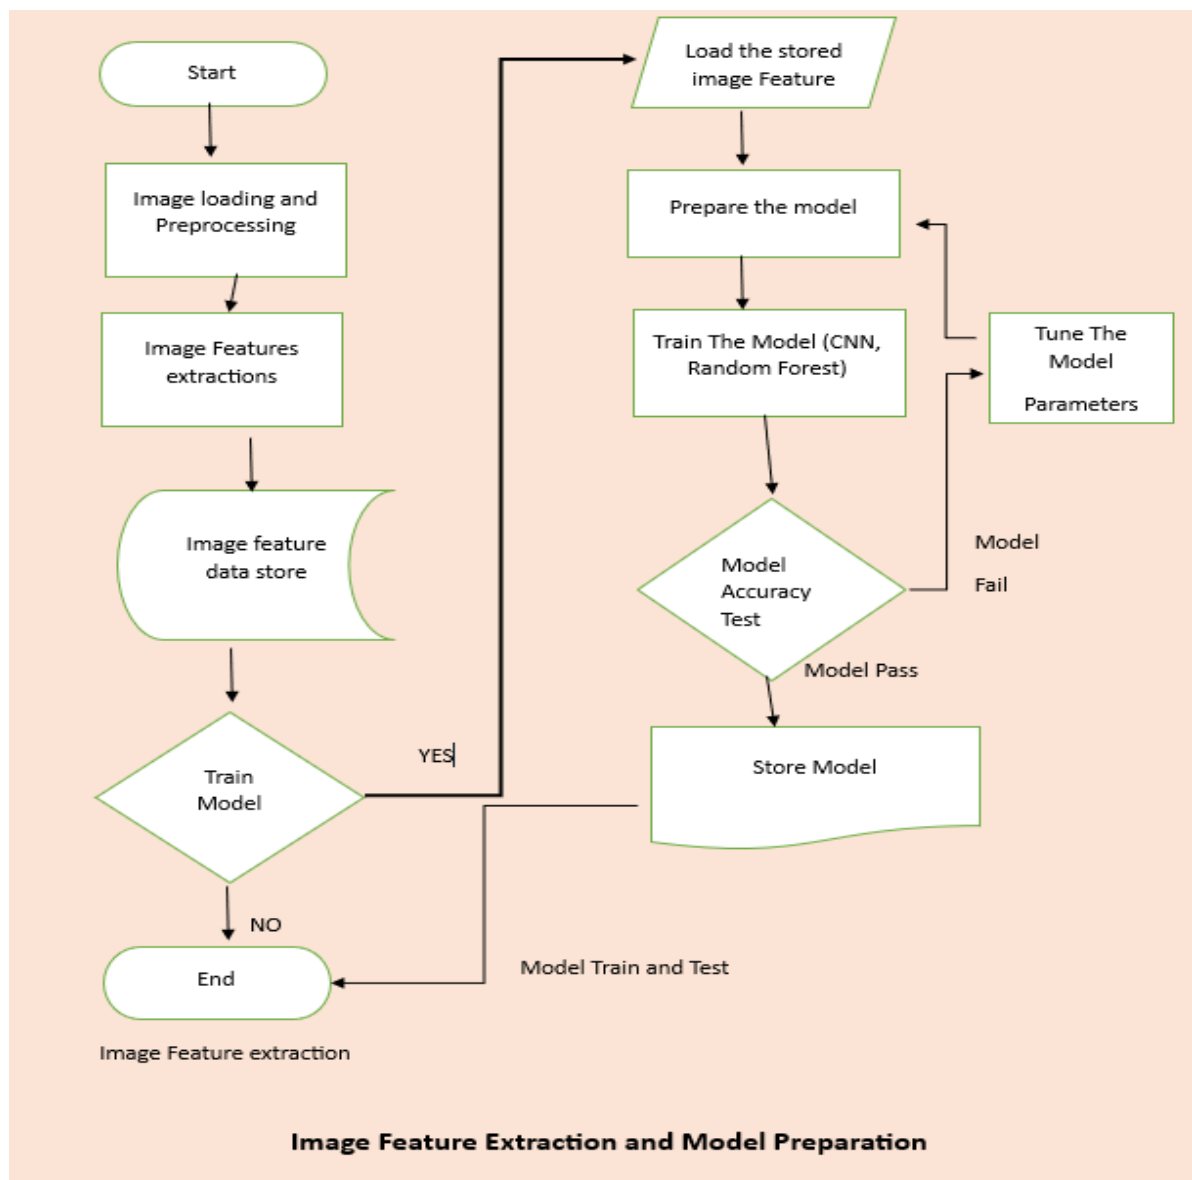 Start
Image loading and
Preprocessing
Image Features
extractions
Image feature
data store
Train
Model
YES
NO
End
Image Feature extraction
Load the stored
image Feature
Prepare the model
Train The Model (CNN,
Random Forest)
Tune The
Model
Parameters
Model
Accuracy
Test
Model
Fail
Model Pass
Store Model
Model Train and Test
Image Feature Extraction and Model Preparation